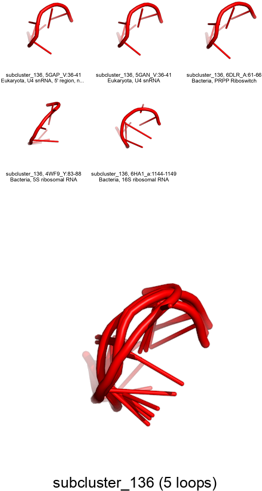 subcluster_136, 5GAP_V:36-41
Eukaryota, U4 snRNA, 5' region, n...
subcluster_136, 5GAN_V:36-41
Eukaryota, U4 snRNA
subcluster_136, 6DLR_A:61-66
Bacteria, PRPP Riboswitch
subcluster_136, 4WF9_Y:83-88
Bacteria, 5S ribosomal RNA
subcluster_136, 6HA1_a:1144-1149
Bacteria, 16S ribosomal RNA
subcluster_136 (5 loops)